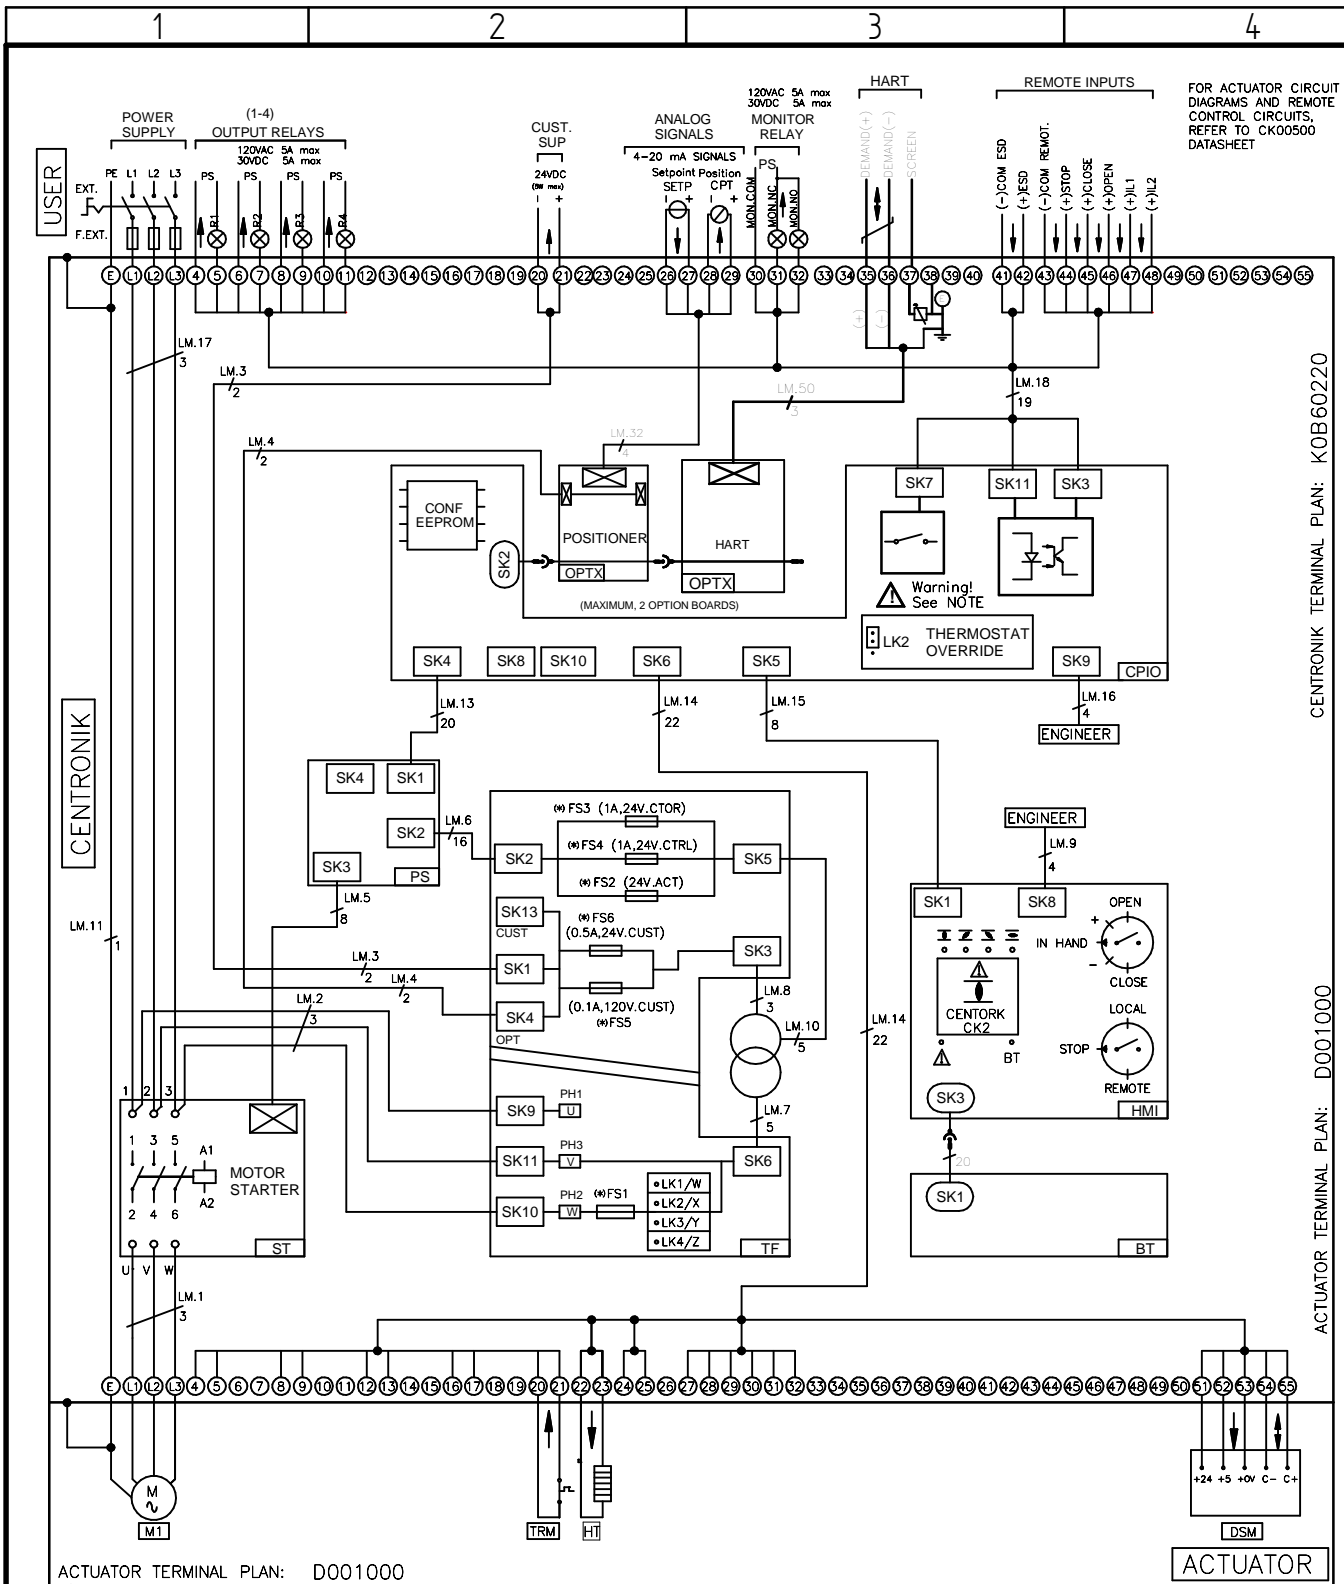 1 2 3 4
USER
POWER
SUPPLY
(1-4)
OUTPUT RELAYS
120VAC 5A max
30VDC 5A max
CUST.
SUP
24VDC
(5W max)
- +
ANALOG
SIGNALS
4-20 mA SIGNALS
Setpoint Position
SETP CPT
- + - +
120VAC 5A max
30VDC 5A max
MONITOR
RELAY
PS
MON.COM
MON.NC
MON.NO
HART
DEMAND(+)
DEMAND(-)
SCREEN
REMOTE INPUTS
(-)COM ESD
(+)ESD
(-)COM REMOT.
(+)STOP
(+)CLOSE
(+)OPEN
(+)IL1
(+)IL2
FOR ACTUATOR CIRCUIT
DIAGRAMS AND REMOTE
CONTROL CIRCUITS,
REFER TO CK00500
DATASHEET
PE L1 L2 L3
EXT.
F.EXT.
PS PS PS PS
R1 R2 R3 R4
E L1 L2 L3 4 5 6 7 8 9 10 11 12 13 14 15 16 17 18 19 20 21 22 23 24 25 26 27 28 29 30 31 32 33 34 35 36 37 38 39 40 41 42 43 44 45 46 47 48 49 50 51 52 53 54 55
(+) (-)
E
LM.17
3
LM.3
2
LM.50
3
LM.18
19
LM.4
2
LM.32
4
CENTRONIK TERMINAL PLAN: K0B60220
CONF
EEPROM
SK2
POSITIONER
OPTX
HART
OPTX
(MAXIMUM, 2 OPTION BOARDS)
SK7
SK11
SK3
Warning!
See NOTE
LK2
THERMOSTAT
OVERRIDE
SK4 SK8 SK10 SK6 SK5 SK9
CPIO
LM.13
20
LM.14
22
LM.15
8
LM.16
4
ENGINEER
CENTRONIK
SK4 SK1
SK2
SK3
PS
LM.6
16
LM.5
8
(*)FS3 (1A,24V.CTOR)
(*)FS4 (1A,24V.CTRL)
(*)FS2 (24V.ACT)
SK2
SK5
SK13
CUST
(*)FS6
(0.5A,24V.CUST)
SK1
SK3
SK4
OPT
(0.1A,120V.CUST)
(*)FS5
LM.3
2
LM.4
2
LM.2
3
LM.8
3
LM.10
5
LM.7
5
LM.14
22
LM.11
1
SK9
PH1
U
SK11
PH3
V
SK6
SK10
PH2
W
(*)FS1
LK1/W
LK2/X
LK3/Y
LK4/Z
TF
ENGINEER
LM.9
4
SK1
SK8
OPEN
+
IN HAND
-
CLOSE
CENTORK
CK2
BT
LOCAL
STOP
REMOTE
SK3
HMI
20
SK1
BT
ACTUATOR TERMINAL PLAN: D001000
1 2 3
1 3 5
A1
A2
2 4 6
MOTOR
STARTER
ST
U V W
LM.1
3
E L1 L2 L3 4 5 6 7 8 9 10 11 12 13 14 15 16 17 18 19 20 21 22 23 24 25 26 27 28 29 30 31 32 33 34 35 36 37 38 39 40 41 42 43 44 45 46 47 48 49 50 51 52 53 54 55
M
M1
TRM
HT
+24 +5 +0V C- C+
DSM
ACTUATOR
ACTUATOR TERMINAL PLAN: D001000